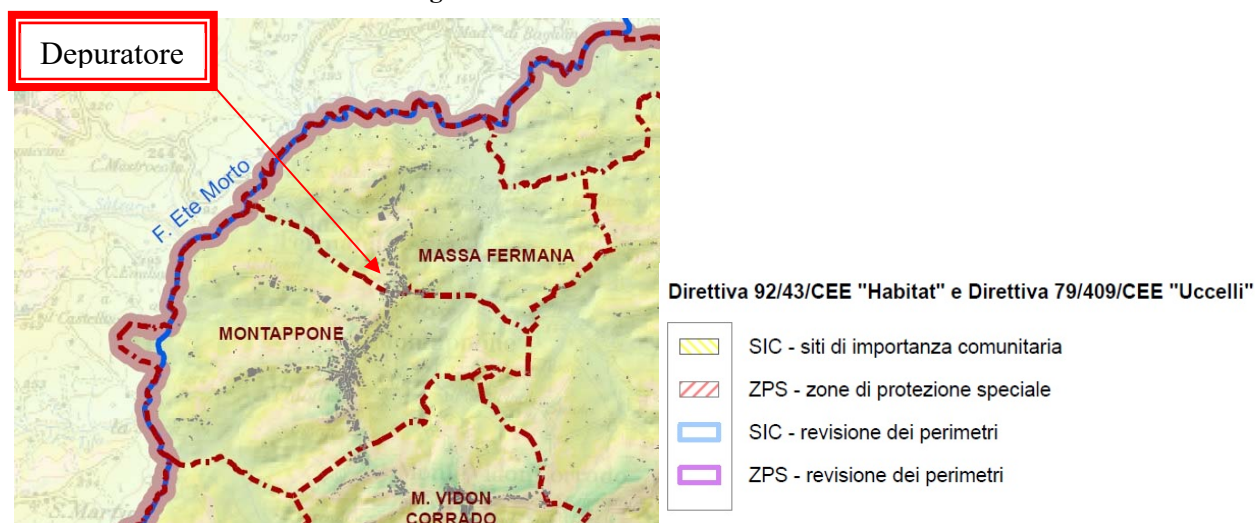 Depuratore
F. Ete Morto
MASSA FERMANA
MONTAPPONE
M. VIDON
CORRADO
Direttiva 92/43/CEE "Habitat" e Direttiva 79/409/CEE "Uccelli"
SIC - siti di importanza comunitaria
ZPS - zone di protezione speciale
SIC - revisione dei perimetri
ZPS - revisione dei perimetri